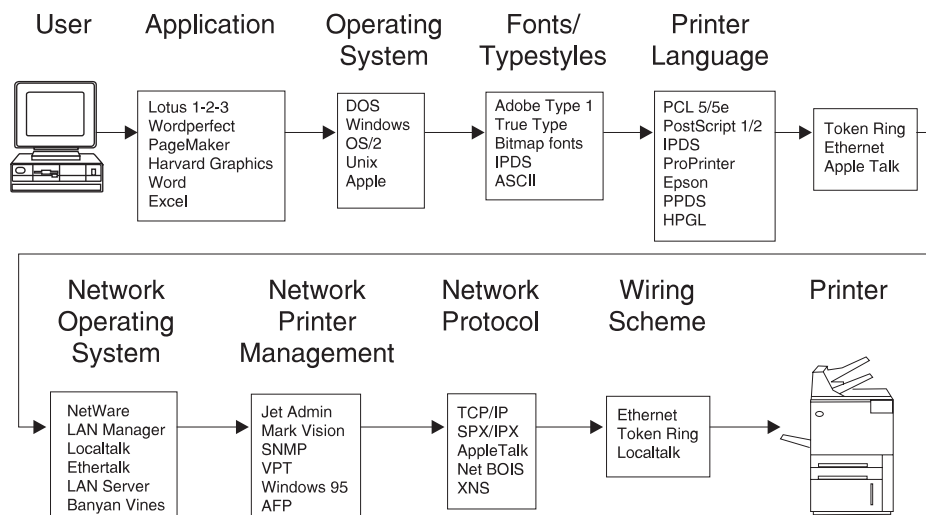 User
Application
Operating
System
Fonts/
Typestyles
Printer
Language
Lotus 1-2-3
Wordperfect
PageMaker
Harvard Graphics
Word
Excel
DOS
Windows
OS/2
Unix
Apple
Adobe Type 1
True Type
Bitmap fonts
IPDS
ASCII
PCL 5/5e
PostScript 1/2
IPDS
ProPrinter
Epson
PPDS
HPGL
Token Ring
Ethernet
Apple Talk
Network
Operating
System
Network
Printer
Management
Network
Protocol
Wiring
Scheme
Printer
NetWare
LAN Manager
Localtalk
Ethertalk
LAN Server
Banyan Vines
Jet Admin
Mark Vision
SNMP
VPT
Windows 95
AFP
TCP/IP
SPX/IPX
AppleTalk
Net BOIS
XNS
Ethernet
Token Ring
Localtalk